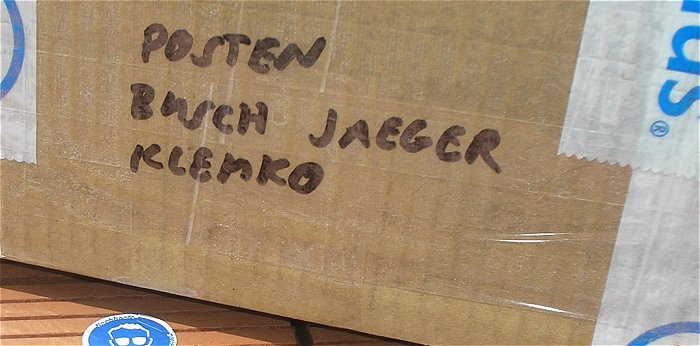 POSTEN
BUSCH JAEGER
KLEMKO